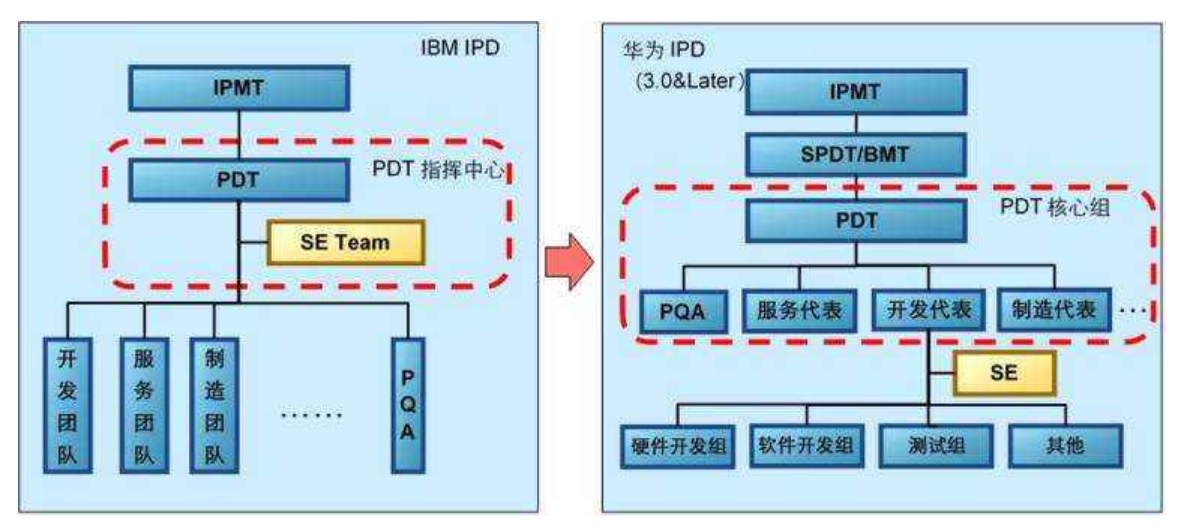 IBM IPD
IPMT
PDT 指挥中心
PDT
SE Team
开发团队
服务团队
制造团队
······
PQA
华为 IPD
(3.0&Later)
IPMT
SPDT/BMT
PDT 核心组
PDT
PQA
服务代表
开发代表
制造代表
···
SE
硬件开发组
软件开发组
测试组
其他